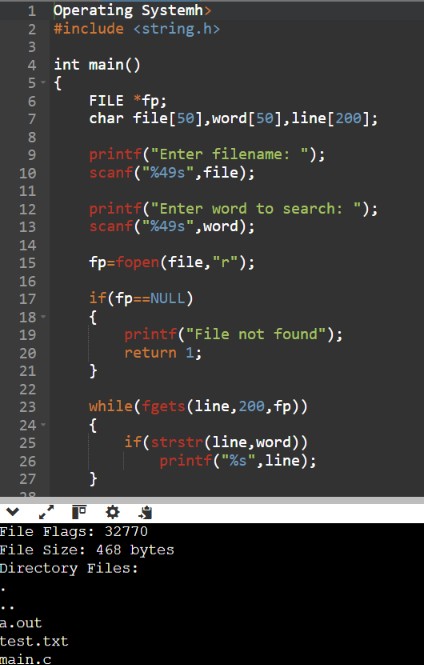 1 Operating Systemh>
2 #include <string.h>
3
4 int main()
5 {
6 FILE *fp;
7 char file[50],word[50],line[200];
8
9 printf("Enter filename: ");
10 scanf("%49s",file);
11
12 printf("Enter word to search: ");
13 scanf("%49s",word);
14
15 fp=fopen(file,"r");
16
17 if(fp==NULL)
18 {
19 printf("File not found");
20 return 1;
21 }
22
23 while(fgets(line,200,fp))
24 {
25 if(strstr(line,word))
26 printf("%s",line);
27 }
28
File Flags: 32770
File Size: 468 bytes
Directory Files:
.
..
a.out
test.txt
main.c